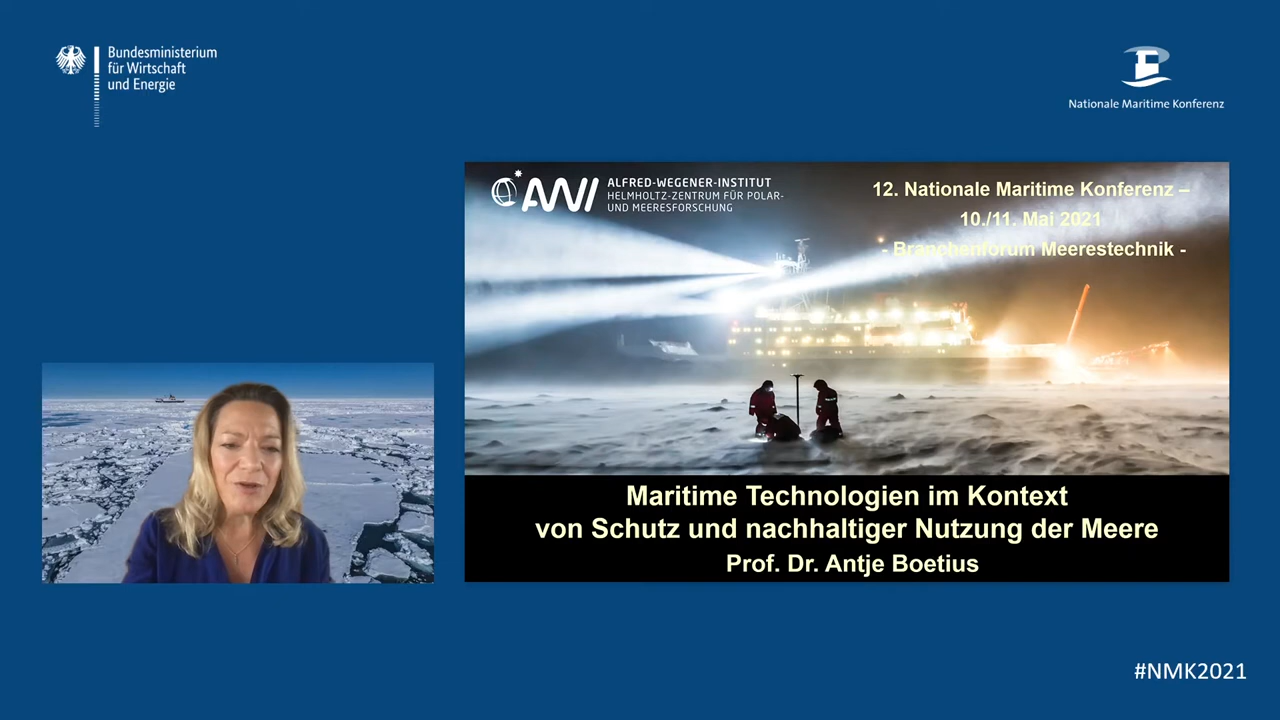 Bundesministerium
für Wirtschaft
und Energie
Nationale Maritime Konferenz
AWI
ALFRED-WEGENER-INSTITUT
HELMHOLTZ-ZENTRUM FÜR POLAR-
UND MEERESFORSCHUNG
12. Nationale Maritime Konferenz –
10./11. Mai 2021
- Branchenforum Meerestechnik -
Maritime Technologien im Kontext
von Schutz und nachhaltiger Nutzung der Meere
Prof. Dr. Antje Boetius
#NMK2021